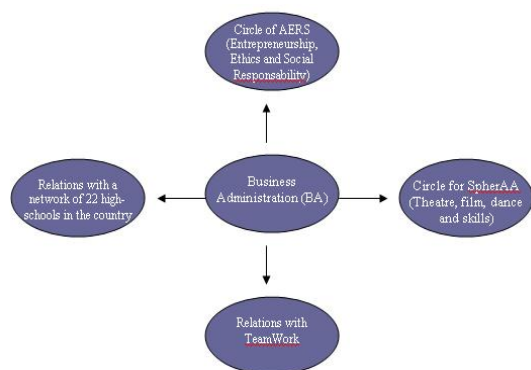 Circle of AERS
(Entrepreneurship,
Ethics and Social
Responsability)
Relations with a
network of 22 high-
schools in the country
Business
Administration (BA)
Circle for SpherAA
(Theatre, film, dance
and skills)
Relations with
TeamWork